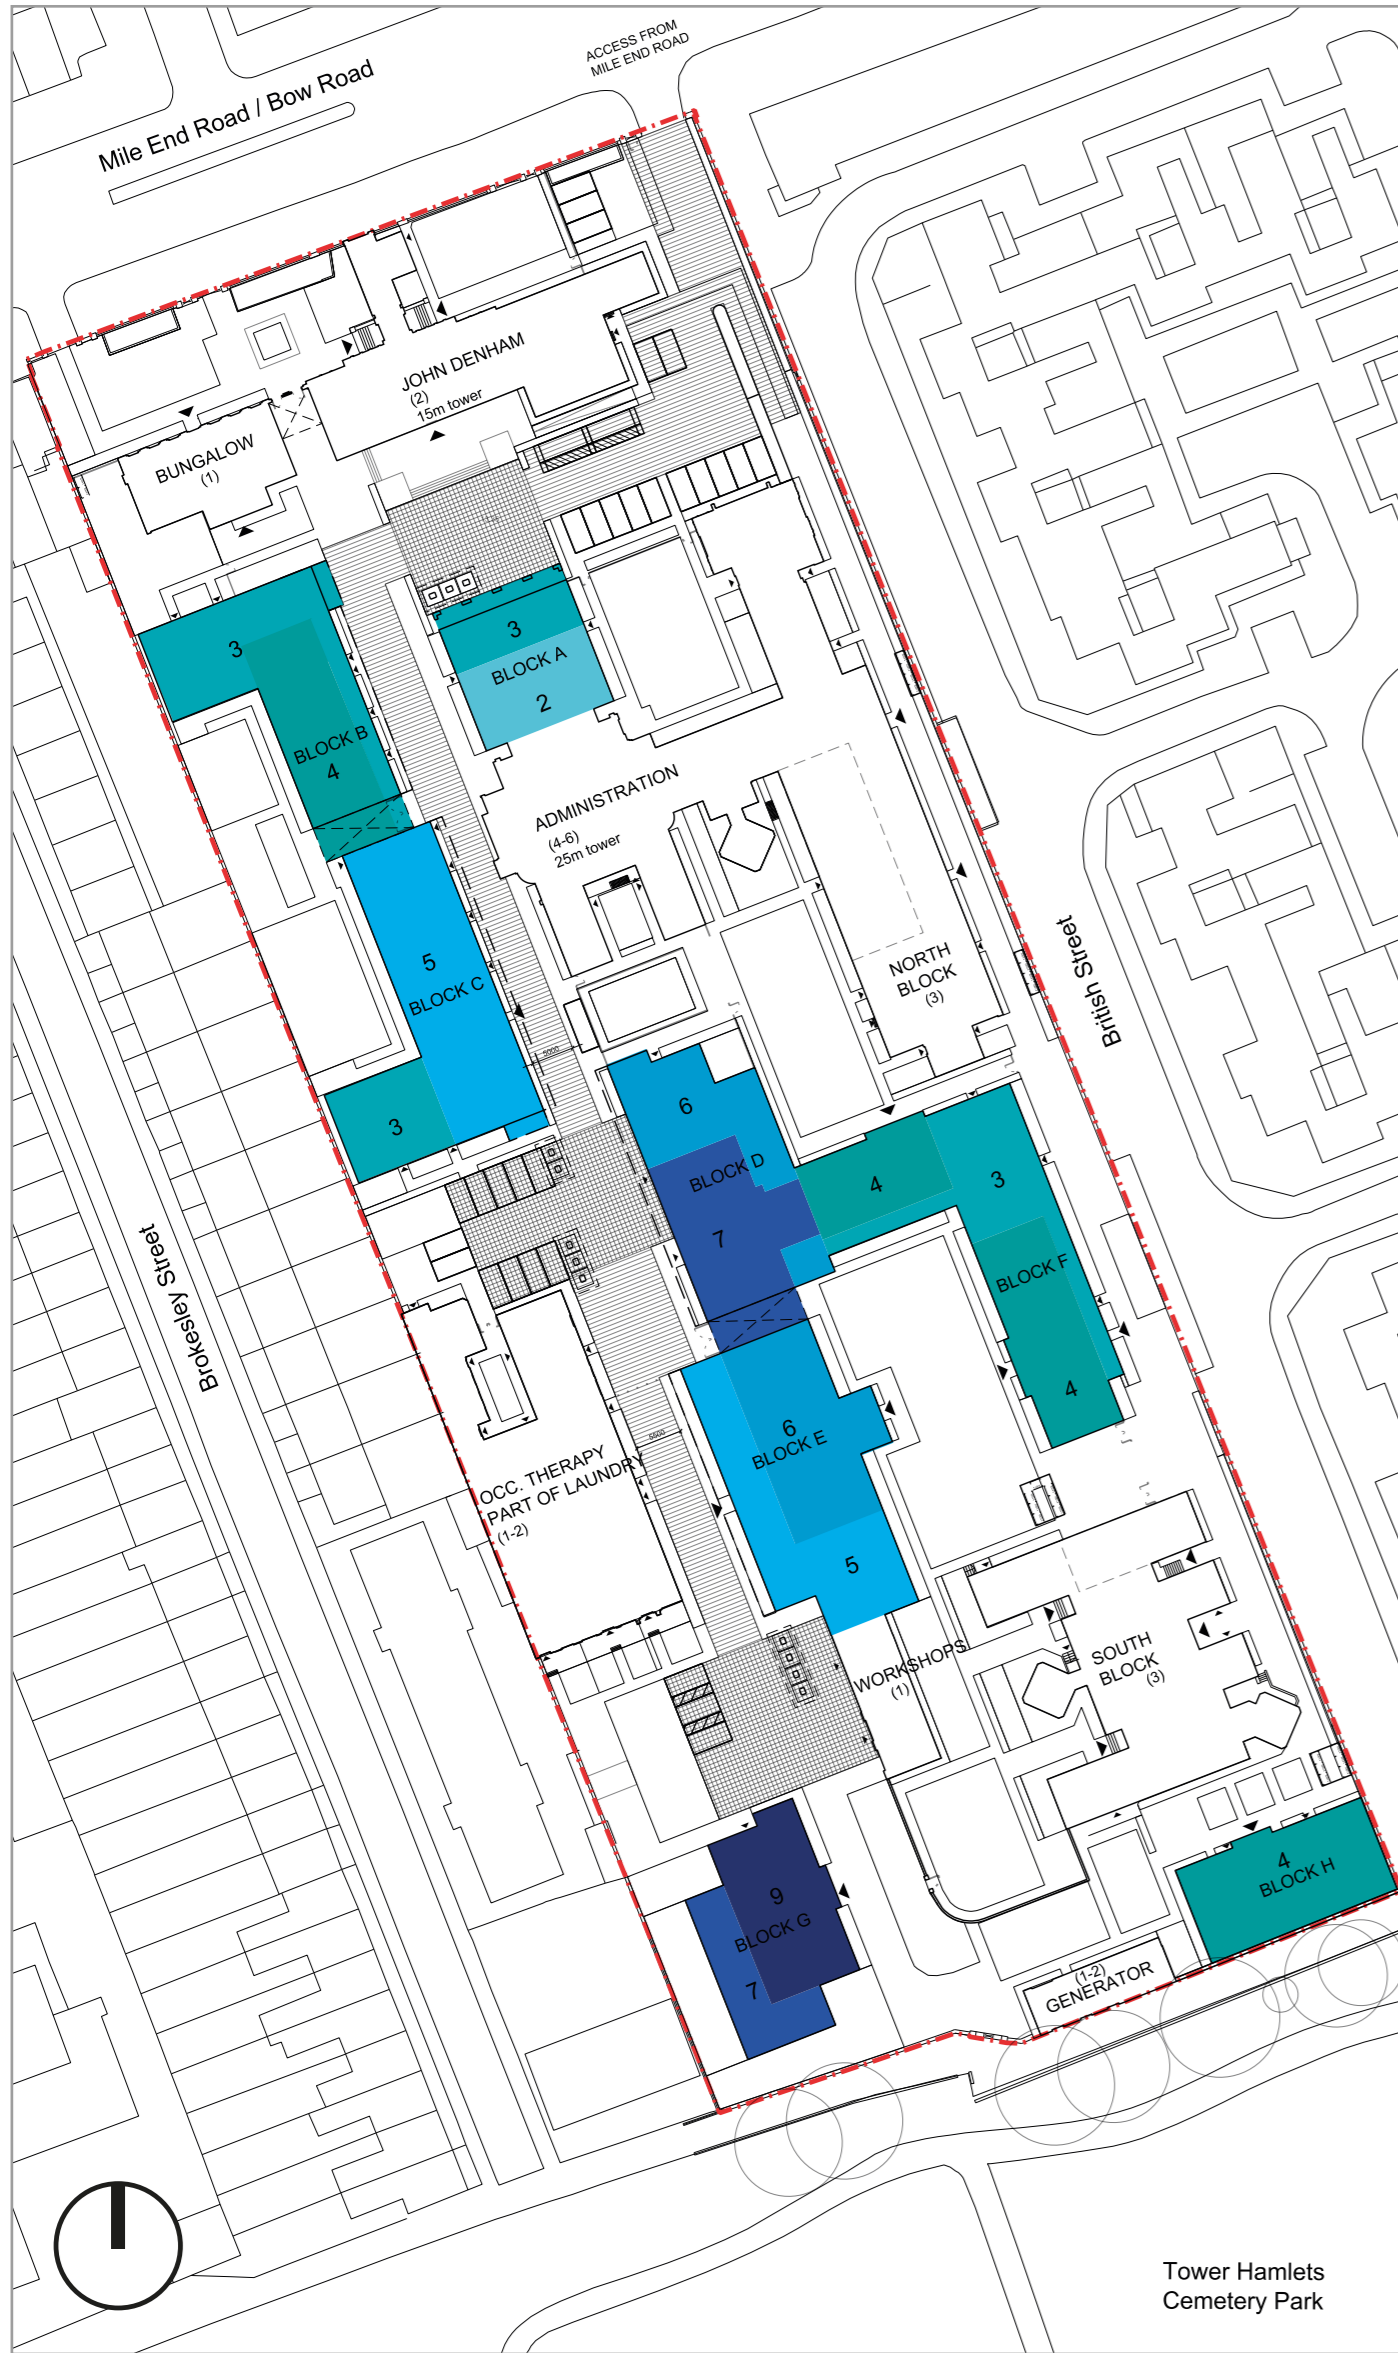 ACCESS FROM
MILE END ROAD
Mile End Road / Bow Road
JOHN DENHAM
(2)
15m tower
BUNGALOW
(1)
3
3
BLOCK A
2
BLOCK B
4
ADMINISTRATION
(4-6)
25m tower
5
BLOCK C
NORTH
BLOCK
(3)
British Street
5000
3
6
BLOCK D
7
4
3
BLOCK F
4
Brokesley Street
6
BLOCK E
5
5500
OCC. THERAPY
PART OF LAUNDRY
(1-2)
WORKSHOPS
(1)
SOUTH
BLOCK
(3)
4
BLOCK H
9
BLOCK G
7
(1-2)
GENERATOR
Tower Hamlets
Cemetery Park